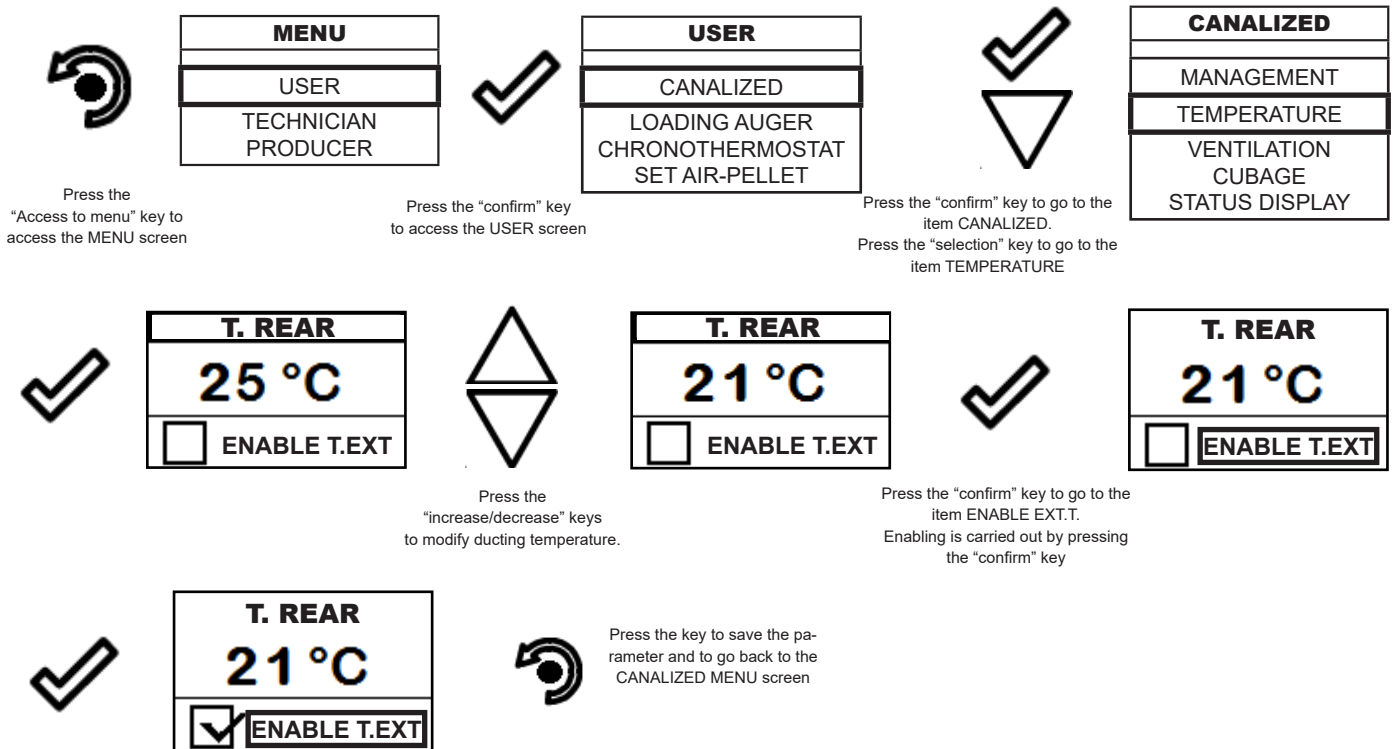 MENU
USER
TECHNICIAN
PRODUCER
Press the
“Access to menu” key to
access the MENU screen
USER
CANALIZED
LOADING AUGER
CHRONOTHERMOSTAT
SET AIR-PELLET
Press the “confirm” key
to access the USER screen
CANALIZED
MANAGEMENT
TEMPERATURE
VENTILATION
CUBAGE
STATUS DISPLAY
Press the “confirm” key to go to the
item CANALIZED.
Press the “selection” key to go to the
item TEMPERATURE
T. REAR
25 °C
ENABLE T.EXT
Press the
“increase/decrease” keys
to modify ducting temperature.
T. REAR
21 °C
ENABLE T.EXT
Press the “confirm” key to go to the
item ENABLE EXT.T.
Enabling is carried out by pressing
the “confirm” key
T. REAR
21 °C
ENABLE T.EXT
T. REAR
21 °C
ENABLE T.EXT
Press the key to save the pa-
rameter and to go back to the
CANALIZED MENU screen